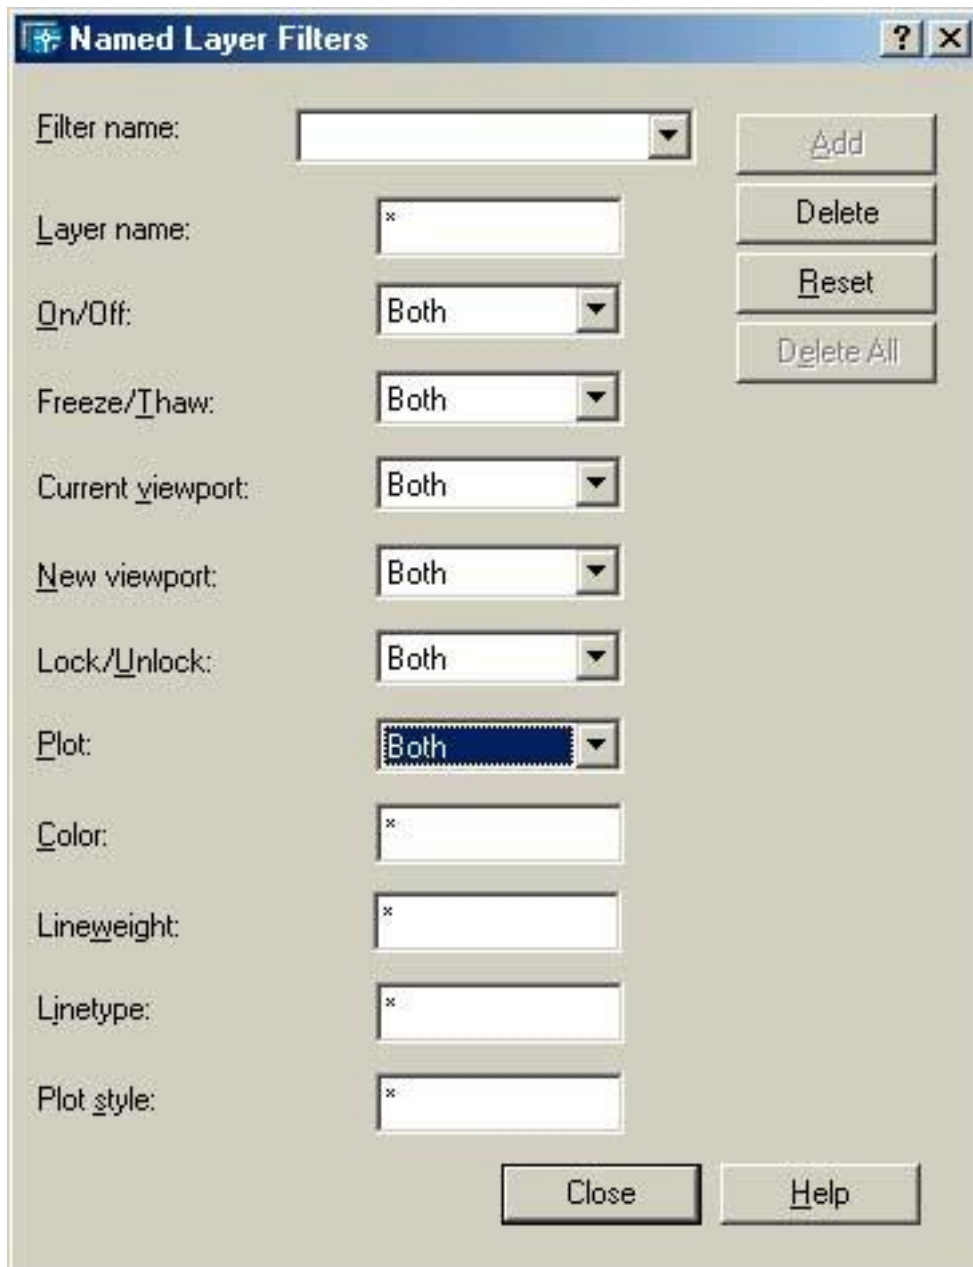 Named Layer Filters ? X
Filter name:
Add
Layer name: *
Delete
On/Off: Both
Reset
Freeze/Thaw: Both
Delete All
Current viewport: Both
New viewport: Both
Lock/Unlock: Both
Plot: Both
Color: *
Lineweight: *
Linetype: *
Plot style: *
Close Help